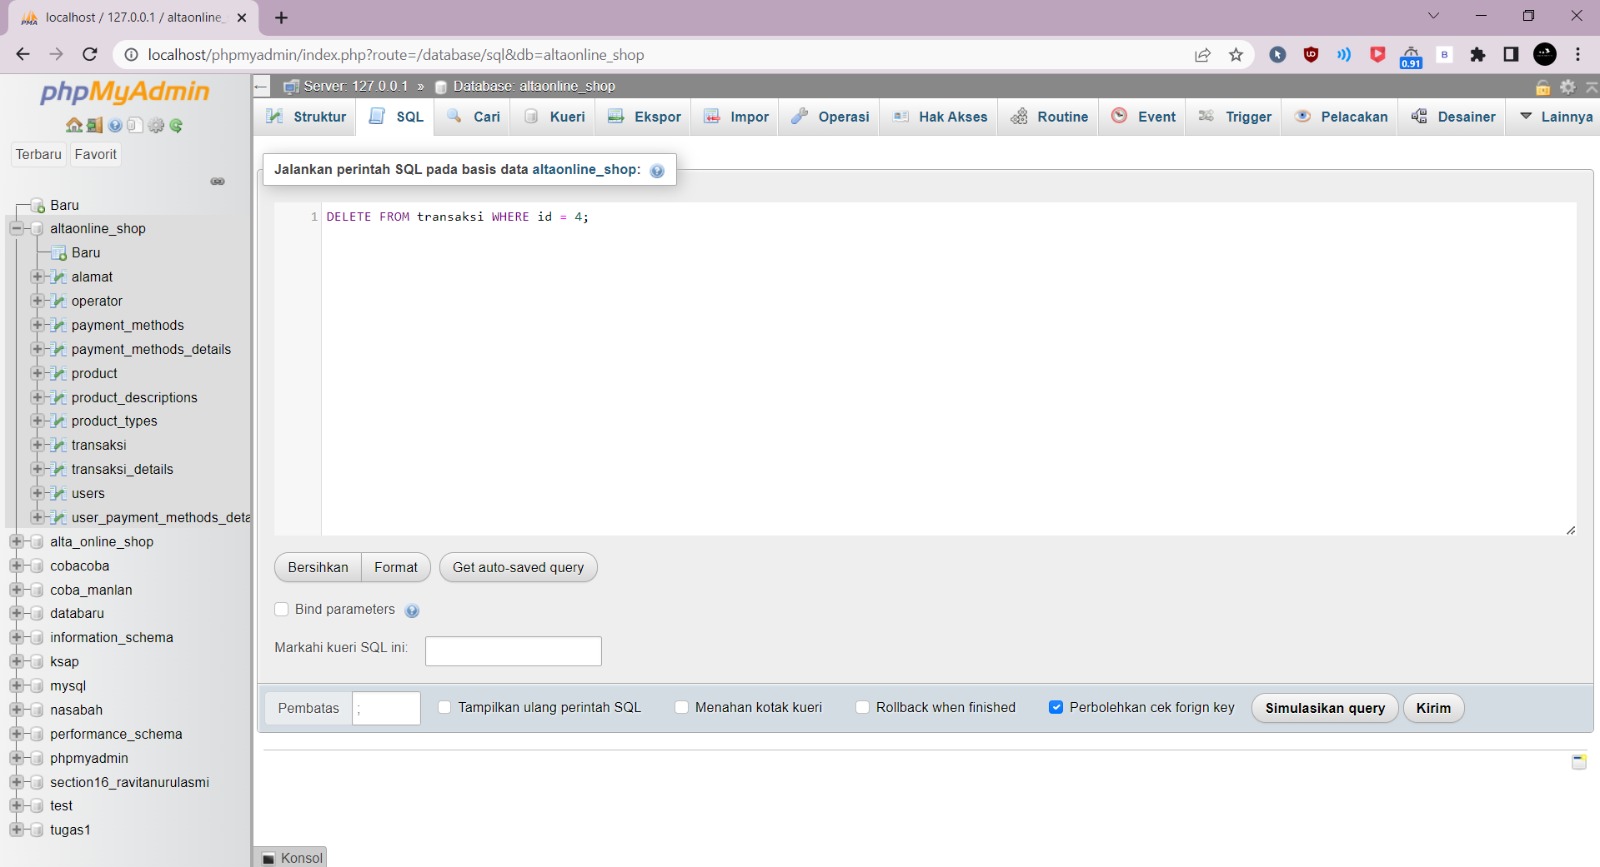 localhost / 127.0.0.1 / altaonline_
localhost/phpmyadmin/index.php?route=/database/sql&db=altaonline_shop
0.91
phpMyAdmin
Terbaru Favorit
Baru
altaonline_shop
Baru
alamat
operator
payment_methods
payment_methods_details
product
product_descriptions
product_types
transaksi
transaksi_details
users
user_payment_methods_deta
alta_online_shop
cobacoba
coba_manlan
databaru
information_schema
ksap
mysql
nasabah
performance_schema
phpmyadmin
section16_ravitanurulasmi
test
tugas1
Server: 127.0.0.1 » Database: altaonline_shop
Struktur SQL Cari Kueri Ekspor Impor Operasi Hak Akses Routine Event Trigger Pelacakan Desainer Lainnya
Jalankan perintah SQL pada basis data altaonline_shop:
1 DELETE FROM transaksi WHERE id = 4;
Bersihkan Format Get auto-saved query
Bind parameters
Markahi kueri SQL ini:
Pembatas ; Tampilkan ulang perintah SQL Menahan kotak kueri Rollback when finished Perbolehkan cek forign key Simulasikan query Kirim
Konsol